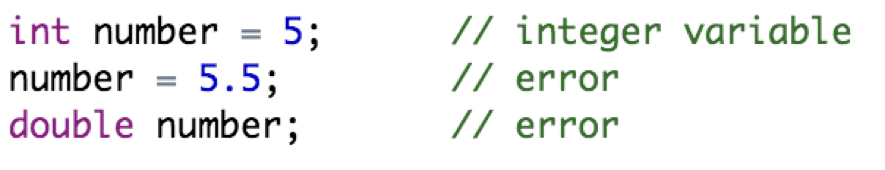 int number = 5;      // integer variable
number = 5.5;        // error
double number;       // error